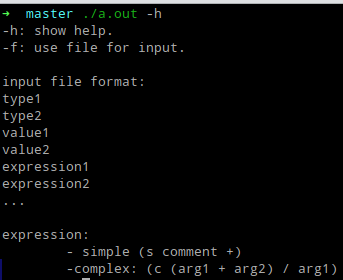 ➜  master ./a.out -h
-h: show help.
-f: use file for input.

input file format:
type1
type2
value1
value2
expression1
expression2
...

expression:
        - simple (s comment +)
        -complex: (c (arg1 + arg2) / arg1)